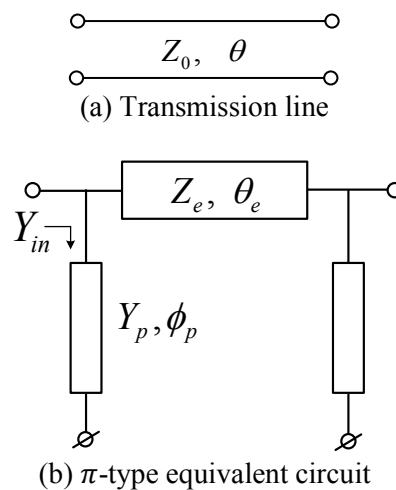 Z₀, θ
(a) Transmission line
Zₑ, θₑ
Yᵢₙ
Yₚ, ϕₚ
(b) π-type equivalent circuit